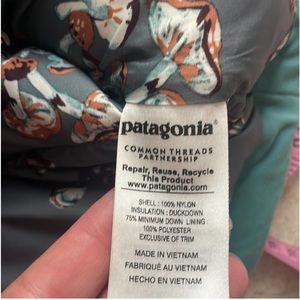 patagonia®
COMMON THREADS
PARTNERSHIP
Repair, Reuse, Recycle
This Product
www.patagonia.com
SHELL : 100% NYLON
INSULATION : DUCKDOWN
75% MINIMUM DOWN LINING :
100% POLYESTER
EXCLUSIVE OF TRIM
MADE IN VIETNAM
FABRIQUÉ AU VIETNAM
HECHO EN VIETNAM